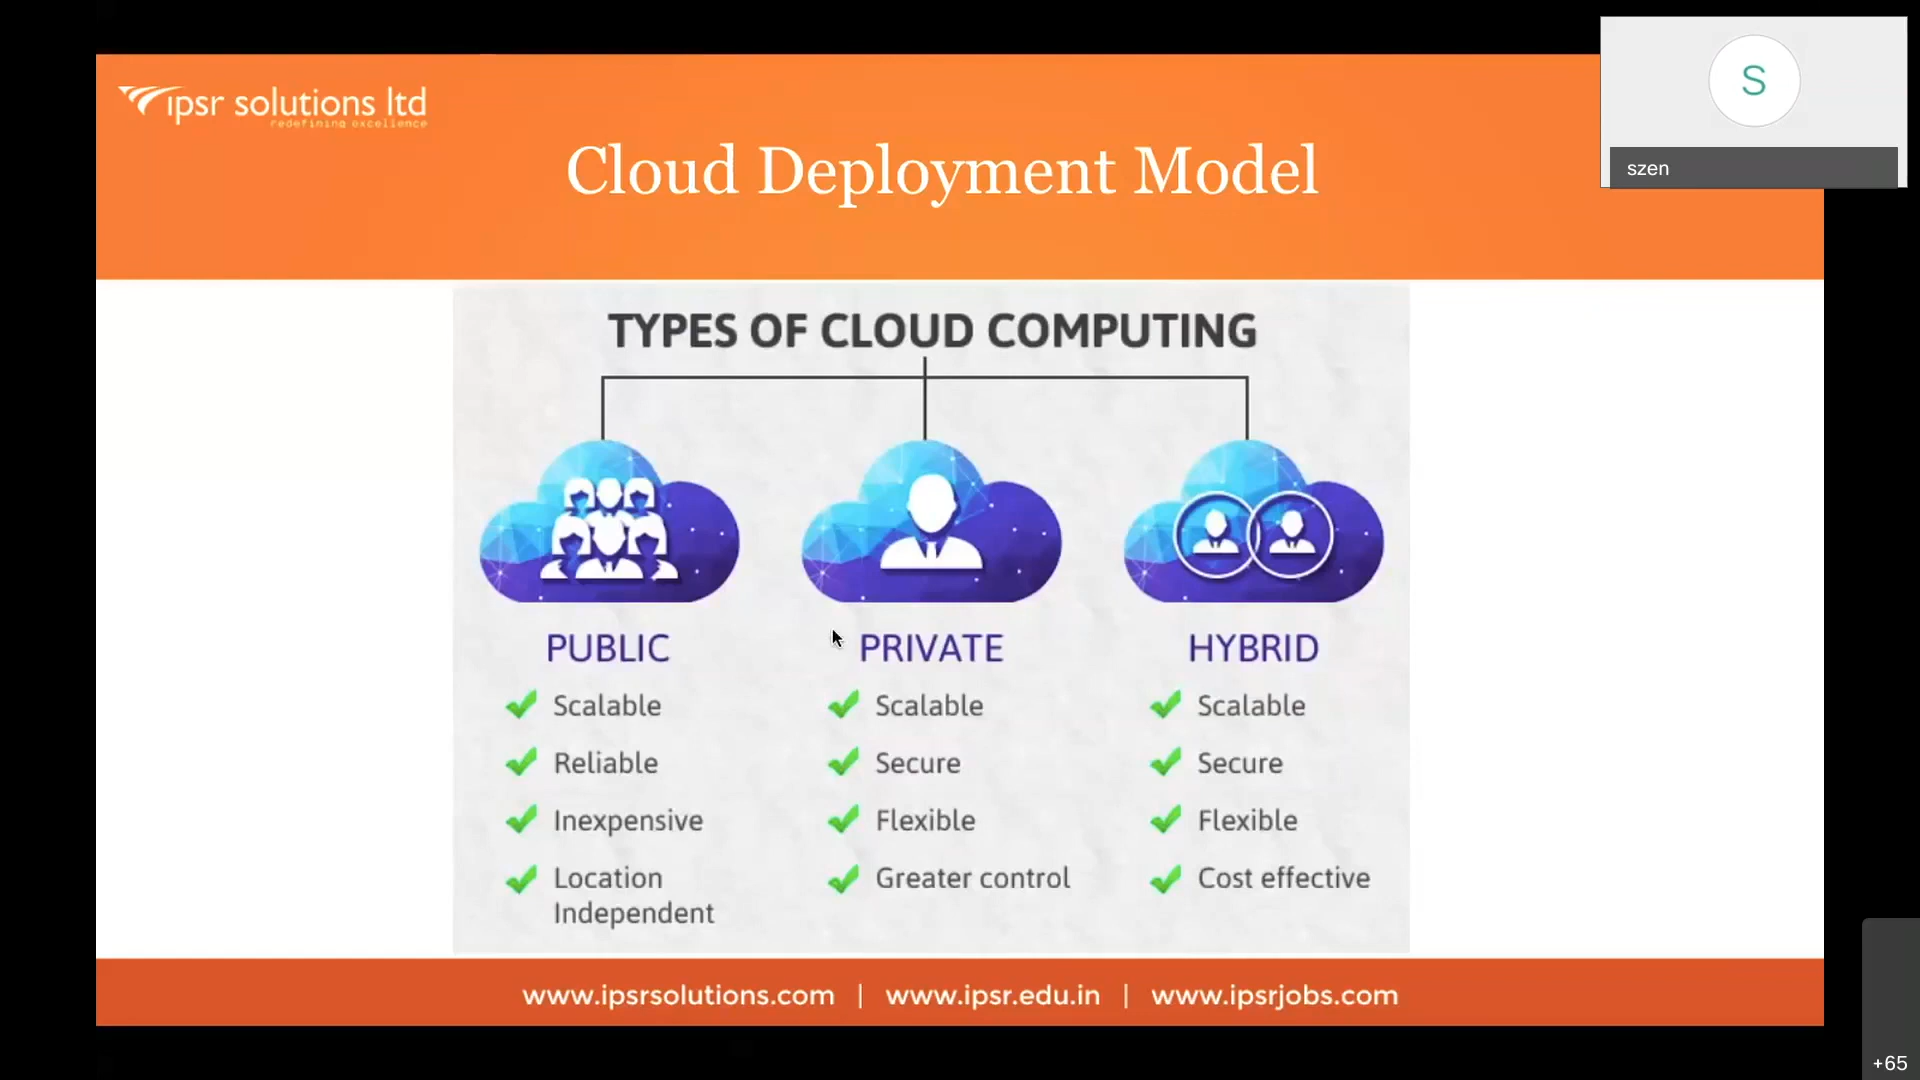 ipsr solutions ltd
redefining excellence
S
szen
Cloud Deployment Model
TYPES OF CLOUD COMPUTING
PUBLIC
Scalable
Reliable
Inexpensive
Location
Independent
PRIVATE
Scalable
Secure
Flexible
Greater control
HYBRID
Scalable
Secure
Flexible
Cost effective
www.ipsrsolutions.com | www.ipsr.edu.in | www.ipsrjobs.com
+65